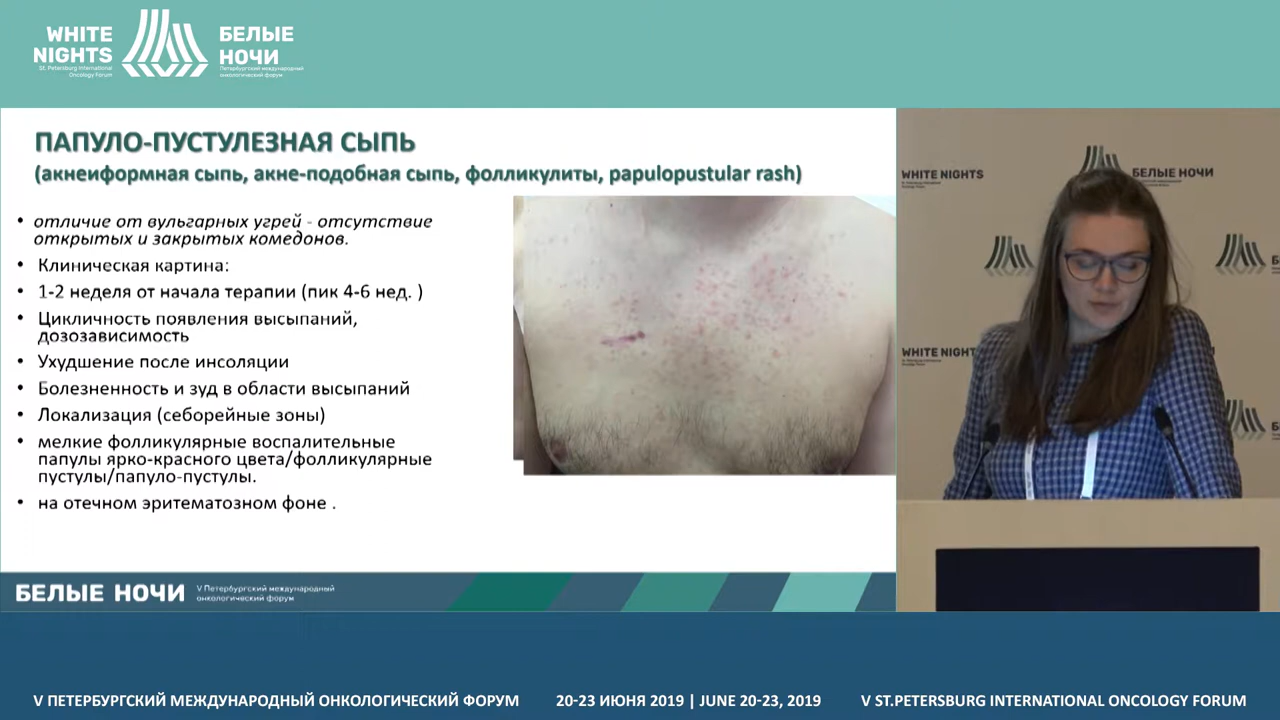 WHITE
NIGHTS
St. Petersburg International
Oncology Forum
БЕЛЫЕ
НОЧИ
Петербургский международный
онкологический форум
ПАПУЛО-ПУСТУЛЕЗНАЯ СЫПЬ
(акнеиформная сыпь, акне-подобная сыпь, фолликулиты, papulopustular rash)
• отличие от вульгарных угрей - отсутствие
открытых и закрытых комедонов.
• Клиническая картина:
• 1-2 неделя от начала терапии (пик 4-6 нед. )
• Цикличность появления высыпаний,
дозозависимость
• Ухудшение после инсоляции
• Болезненность и зуд в области высыпаний
• Локализация (себорейные зоны)
• мелкие фолликулярные воспалительные
папулы ярко-красного цвета/фолликулярные
пустулы/папуло-пустулы.
• на отечном эритематозном фоне .
WHITE NIGHTS
БЕЛЫЕ НОЧИ
WHITE NIGHT
БЕЛЫЕ НОЧИ
V Петербургский международный
онкологический форум
V ПЕТЕРБУРГСКИЙ МЕЖДУНАРОДНЫЙ ОНКОЛОГИЧЕСКИЙ ФОРУМ
20-23 ИЮНЯ 2019 | JUNE 20-23, 2019
V ST.PETERSBURG INTERNATIONAL ONCOLOGY FORUM